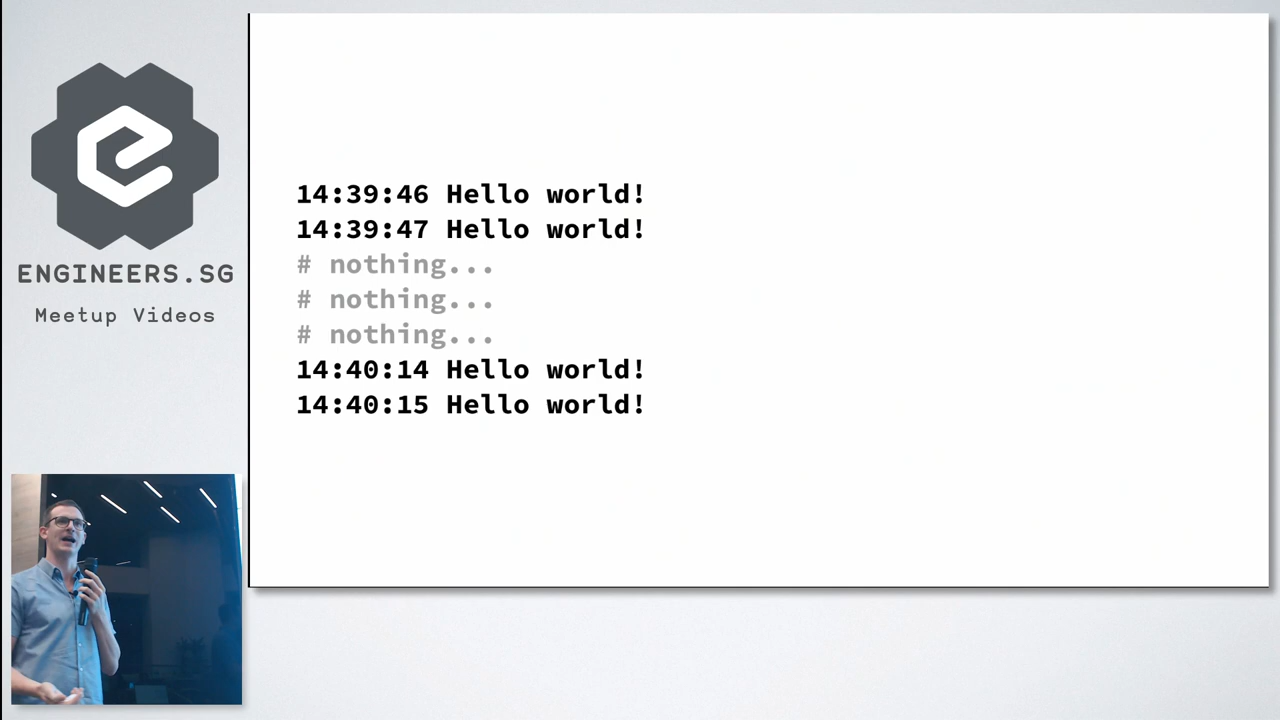 ENGINEERS.SG
Meetup Videos
14:39:46 Hello world!
14:39:47 Hello world!
# nothing...
# nothing...
# nothing...
14:40:14 Hello world!
14:40:15 Hello world!